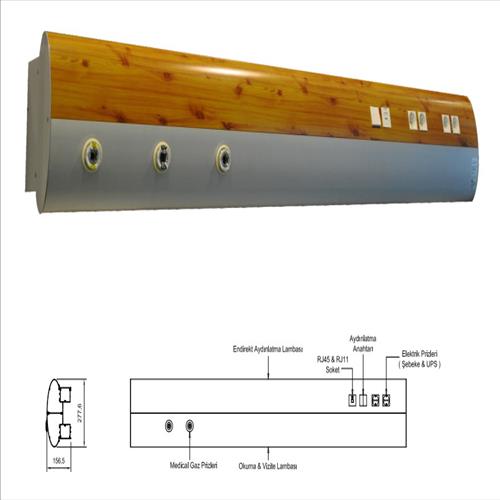 Endirekt Aydınlatma Lambası
Aydınlatma
Anahtarı
RJ45 & RJ11
Soket
Elektrik Prizleri
( Şebeke & UPS )
277,6
156,5
Medical Gaz Prizleri
Okuma & Vizite Lambası